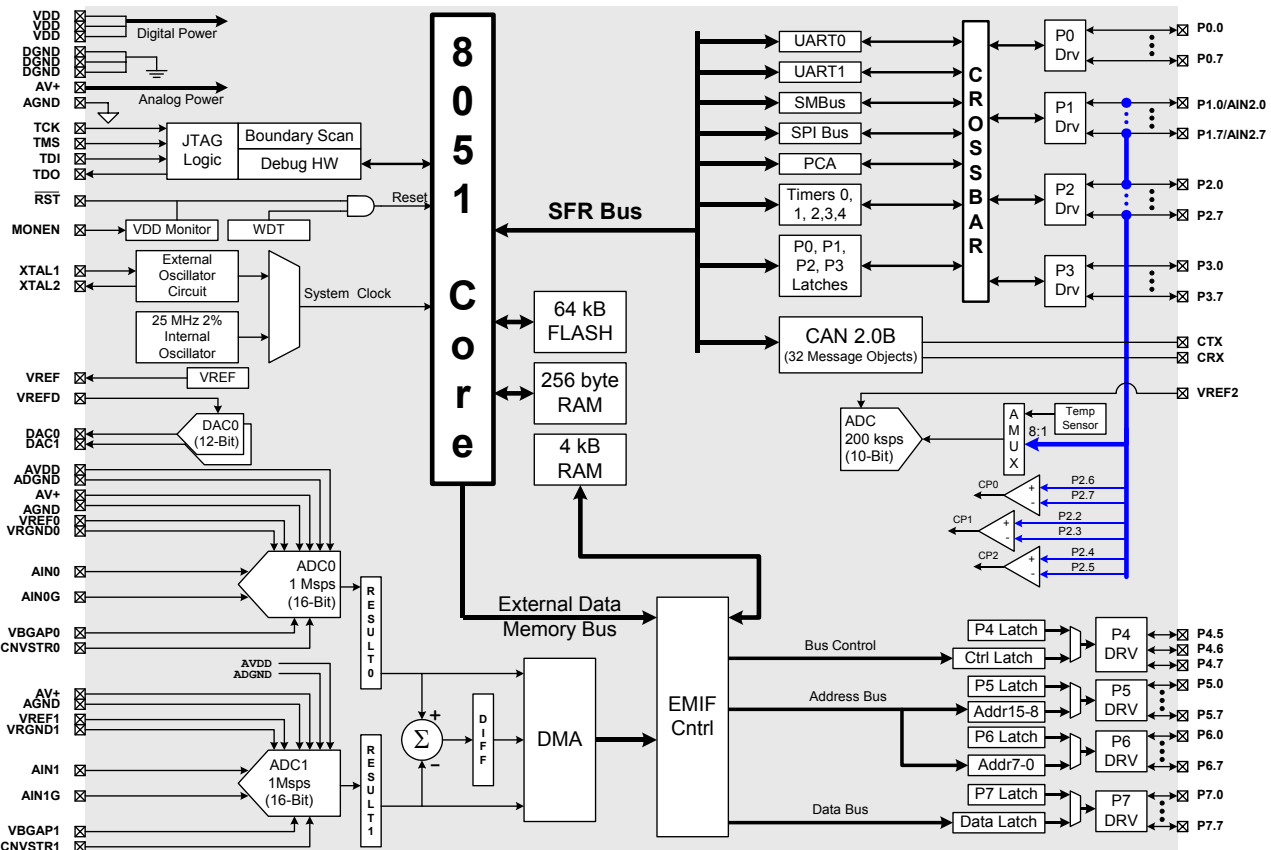 VDD
VDD
VDD
Digital Power
DGND
DGND
DGND
AV+
Analog Power
AGND
TCK
TMS
TDI
TDO
JTAG
Logic
Boundary Scan
Debug HW
RST
Reset
MONEN
VDD Monitor
WDT
XTAL1
XTAL2
External
Oscillator
Circuit
25 MHz 2%
Internal
Oscillator
System Clock
VREF
VREF
VREFD
DAC0
DAC1
DAC0
(12-Bit)
AVDD
ADGND
AV+
AGND
VREF0
VRGND0
AIN0
AIN0G
VBGAP0
CNVSTR0
ADC0
1 Msps
(16-Bit)
RESULT0
AVDD
ADGND
AV+
AGND
VREF1
VRGND1
AIN1
AIN1G
VBGAP1
CNVSTR1
ADC1
1Msps
(16-Bit)
RESULT1
+
Σ
−
DIFF
DMA
8051 Core
SFR Bus
64 kB
FLASH
256 byte
RAM
4 kB
RAM
External Data
Memory Bus
EMIF
Cntrl
UART0
UART1
SMBus
SPI Bus
PCA
Timers 0,
1, 2,3,4
P0, P1,
P2, P3
Latches
CROSSBAR
P0
Drv
P1
Drv
P2
Drv
P3
Drv
P0.0
P0.7
P1.0/AIN2.0
P1.7/AIN2.7
P2.0
P2.7
P3.0
P3.7
CAN 2.0B
(32 Message Objects)
CTX
CRX
VREF2
ADC
200 ksps
(10-Bit)
AMUX
8:1
Temp
Sensor
CP0
+
-
P2.6
P2.7
CP1
+
-
P2.2
P2.3
CP2
+
-
P2.4
P2.5
Bus Control
Address Bus
Data Bus
P4 Latch
Ctrl Latch
P5 Latch
Addr15-8
P6 Latch
Addr7-0
P7 Latch
Data Latch
P4
DRV
P5
DRV
P6
DRV
P7
DRV
P4.5
P4.6
P4.7
P5.0
P5.7
P6.0
P6.7
P7.0
P7.7